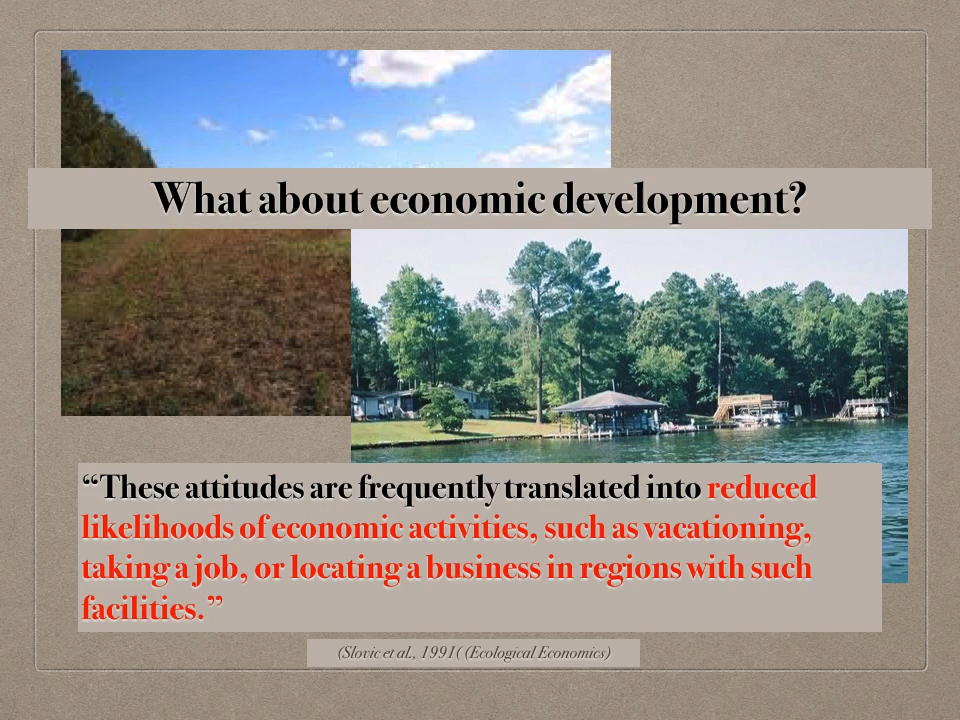 What about economic development?
“These attitudes are frequently translated into reduced
likelihoods of economic activities, such as vacationing,
taking a job, or locating a business in regions with such
facilities.”
(Slovic et al., 1991( (Ecological Economics)